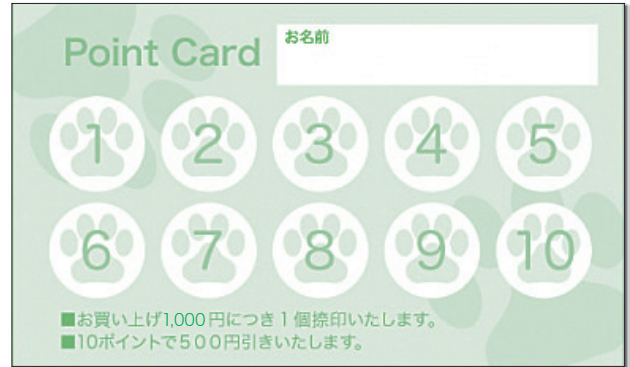 Point Card
お名前
1 2 3 4 5
6 7 8 9 10
■お買い上げ1,000円につき1個捺印いたします。
■10ポイントで500円引きいたします。